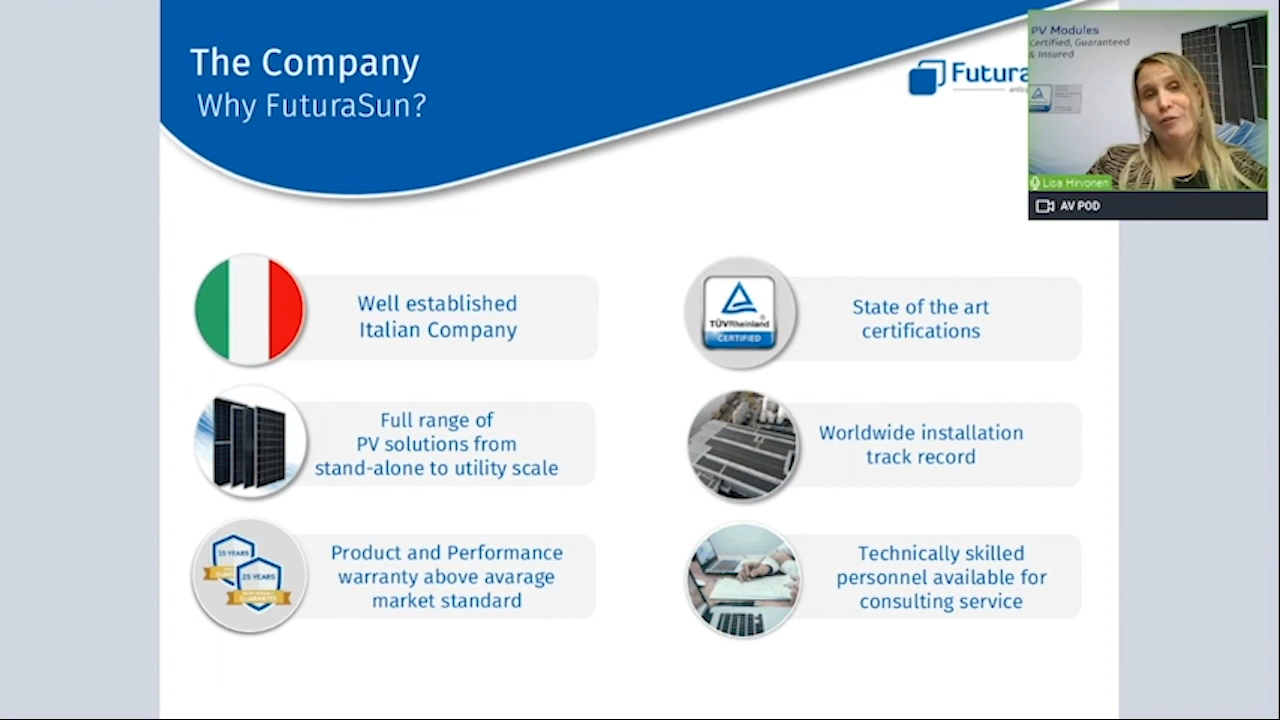 The Company
Why FuturaSun?
Futura
PV Modules
Certified, Guaranteed
& Insured
Lisa Hirvonen
AV POD
Well established
Italian Company
TÜVRheinland®
CERTIFIED
State of the art
certifications
Full range of
PV solutions from
stand-alone to utility scale
Worldwide installation
track record
15 YEARS
25 YEARS
Product and Performance
warranty above avarage
market standard
Technically skilled
personnel available for
consulting service